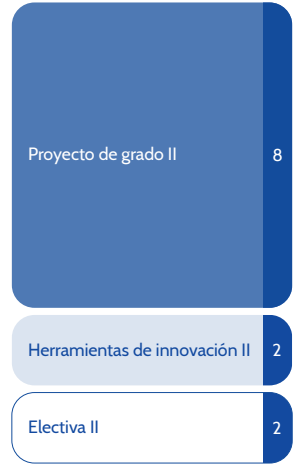 Proyecto de grado II 8
Herramientas de innovación II 2
Electiva II 2